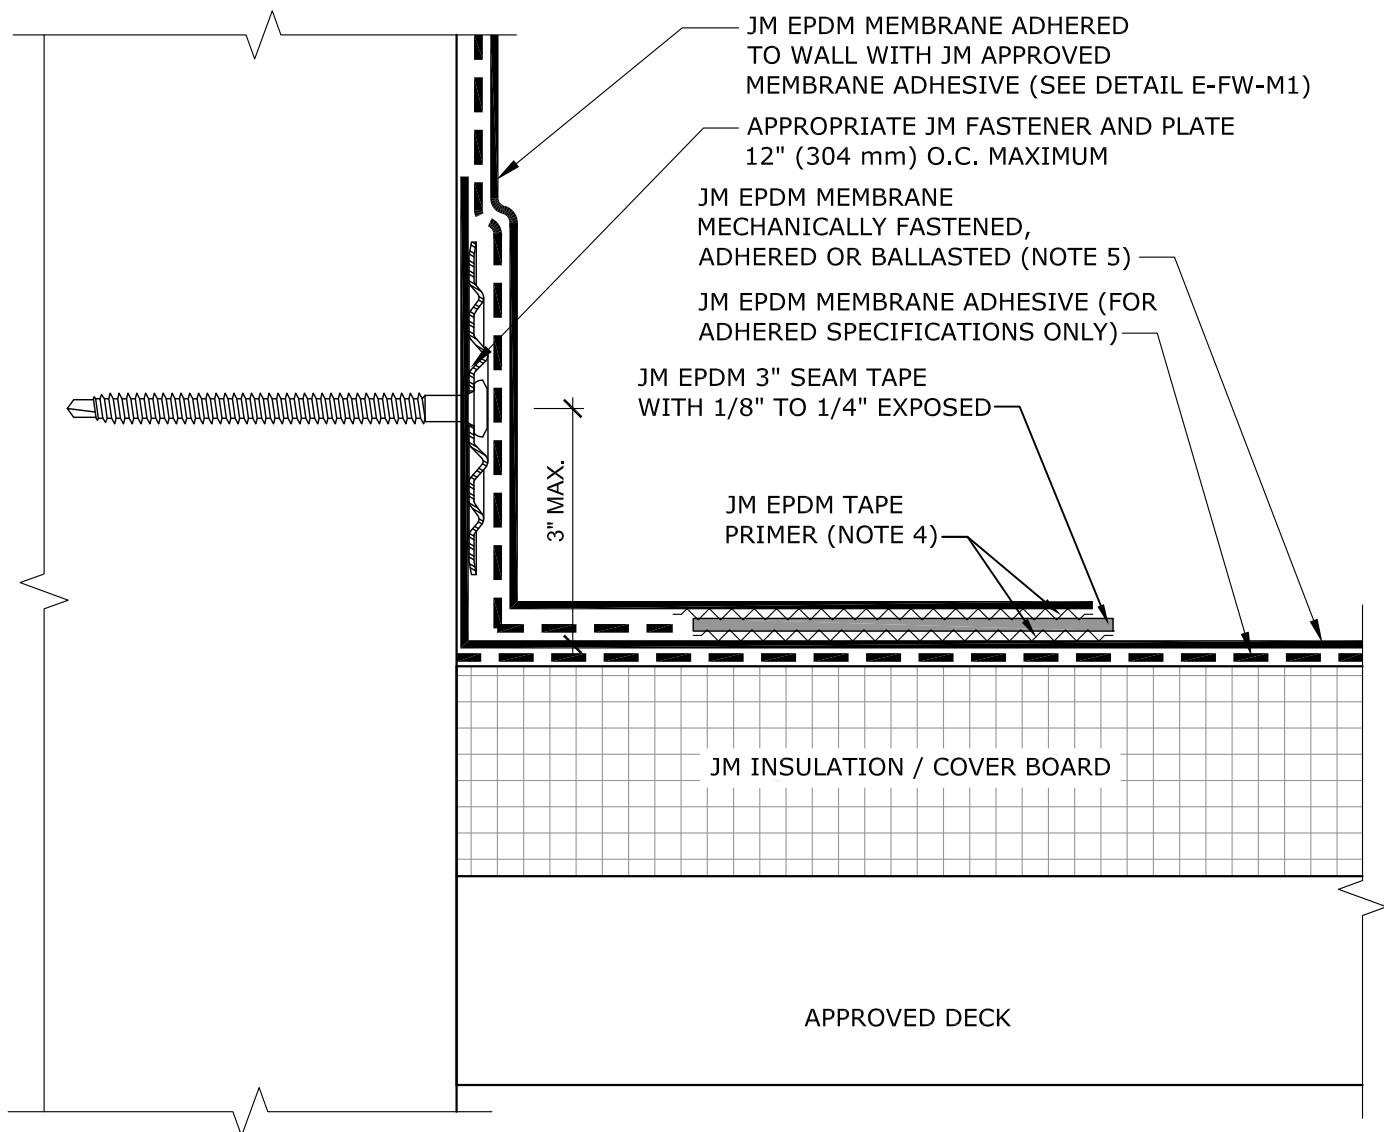 JM EPDM MEMBRANE ADHERED
TO WALL WITH JM APPROVED
MEMBRANE ADHESIVE (SEE DETAIL E-FW-M1)
APPROPRIATE JM FASTENER AND PLATE
12" (304 mm) O.C. MAXIMUM
JM EPDM MEMBRANE
MECHANICALLY FASTENED,
ADHERED OR BALLASTED (NOTE 5)
JM EPDM MEMBRANE ADHESIVE (FOR
ADHERED SPECIFICATIONS ONLY)
JM EPDM 3" SEAM TAPE
WITH 1/8" TO 1/4" EXPOSED
3" MAX.
JM EPDM TAPE
PRIMER (NOTE 4)
JM INSULATION / COVER BOARD
APPROVED DECK